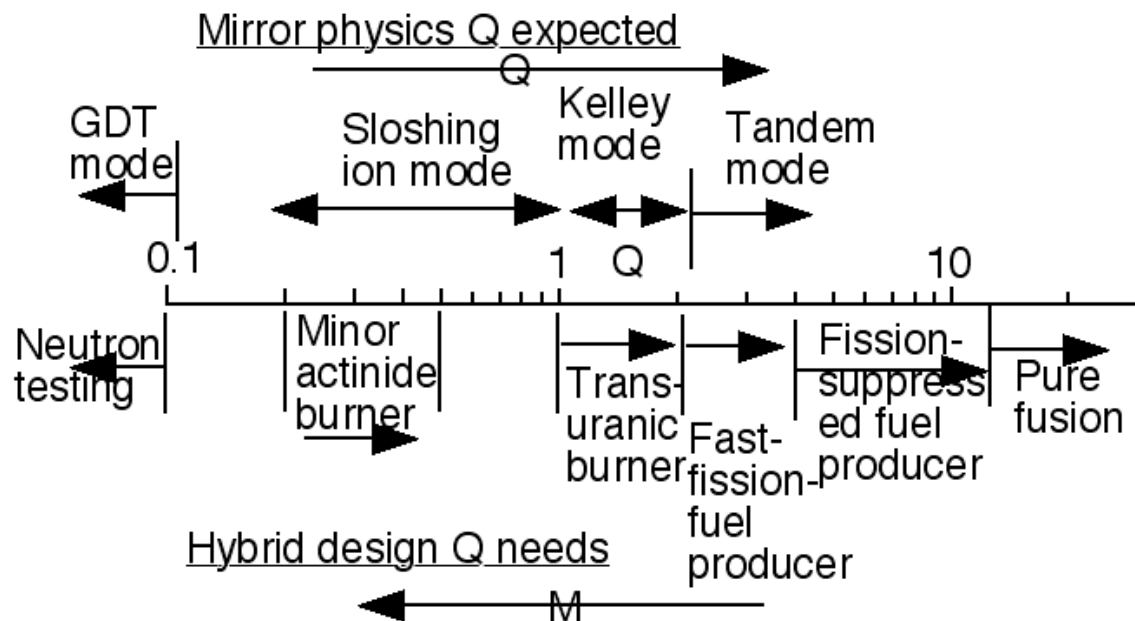 Mirror physics Q expected
Q
GDT
mode
Sloshing
ion mode
Kelley
mode
Tandem
mode
0.1
1
Q
10
Neutron
testing
Minor
actinide
burner
Trans-
uranic
burner
Fast-
fission-
fuel
producer
Fission-
suppress
ed fuel
producer
Pure
fusion
Hybrid design Q needs
M